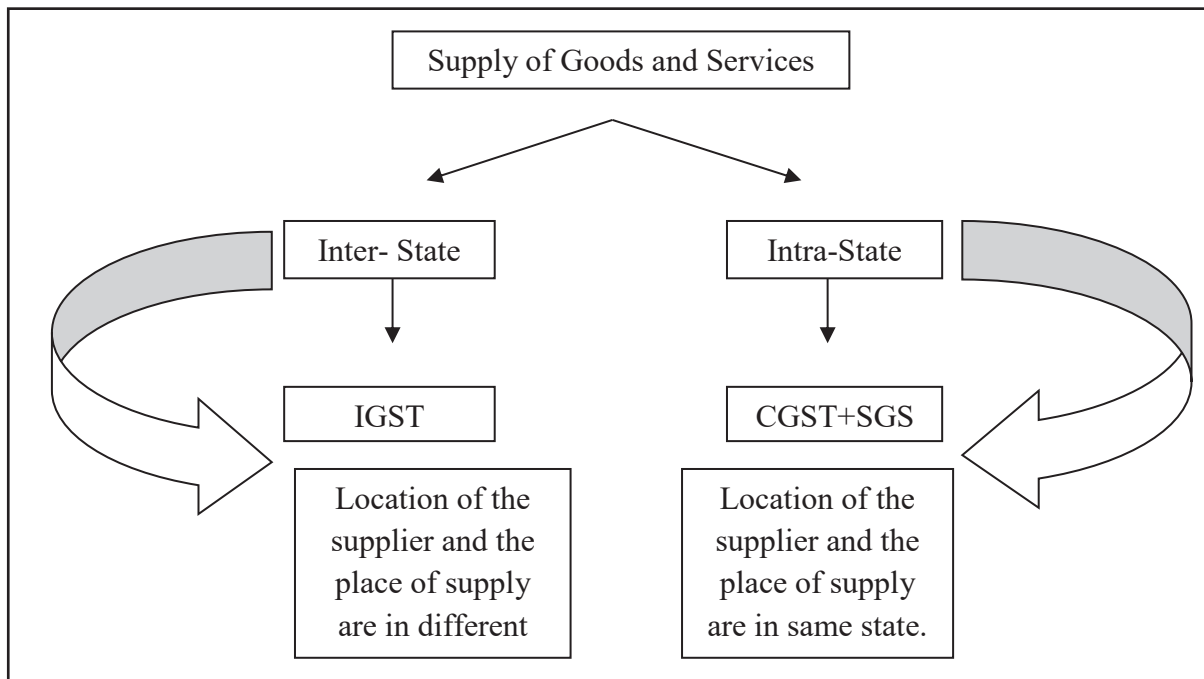 Supply of Goods and Services
Inter- State
Intra-State
IGST
CGST+SGS
Location of the
supplier and the
place of supply
are in different
Location of the
supplier and the
place of supply
are in same state.